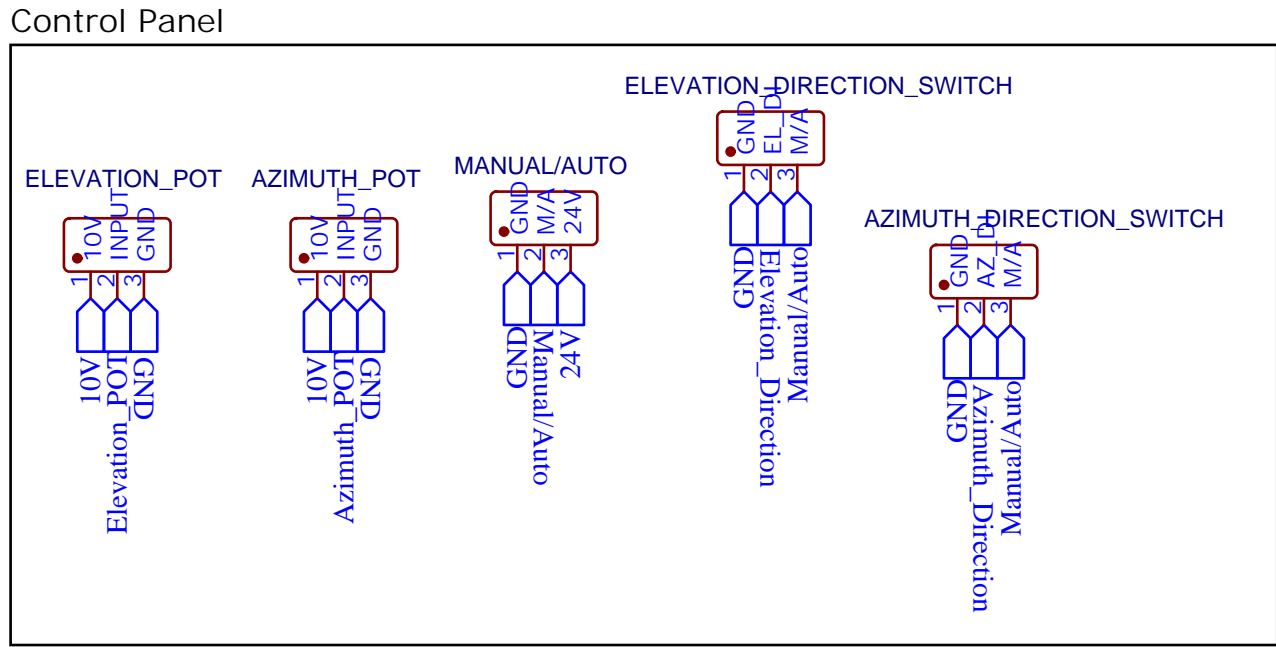 Control Panel
ELEVATION_POT
10V
INPUT
GND
1
2
3
10V
Elevation_POT
GND
AZIMUTH_POT
10V
INPUT
GND
1
2
3
10V
Azimuth_POT
GND
MANUAL/AUTO
GND
M/A
24V
1
2
3
GND
Manual/Auto
24V
ELEVATION_DIRECTION_SWITCH
GND
EL_DI
M/A
1
2
3
GND
Elevation_Direction
Manual/Auto
AZIMUTH_DIRECTION_SWITCH
GND
AZ_DI
M/A
1
2
3
GND
Azimuth_Direction
Manual/Auto